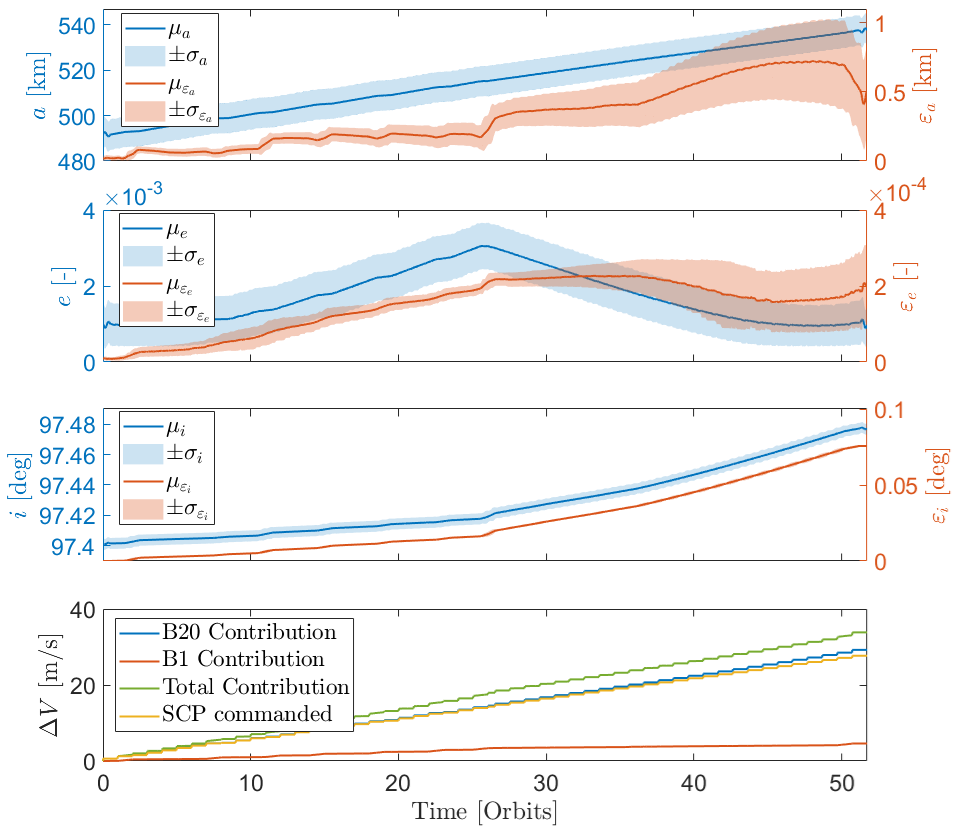 540
520
500
480
a [km]
μ_a
±σ_a
μ_{ε_a}
±σ_{ε_a}
1
0.5
0
ε_a [km]
×10^-3
×10^-4
4
2
0
e [-]
μ_e
±σ_e
μ_{ε_e}
±σ_{ε_e}
4
2
0
ε_e [-]
97.48
97.46
97.44
97.42
97.4
i [deg]
μ_i
±σ_i
μ_{ε_i}
±σ_{ε_i}
0.1
0.05
0
ε_i [deg]
40
20
0
ΔV [m/s]
B20 Contribution
B1 Contribution
Total Contribution
SCP commanded
0 10 20 30 40 50
Time [Orbits]